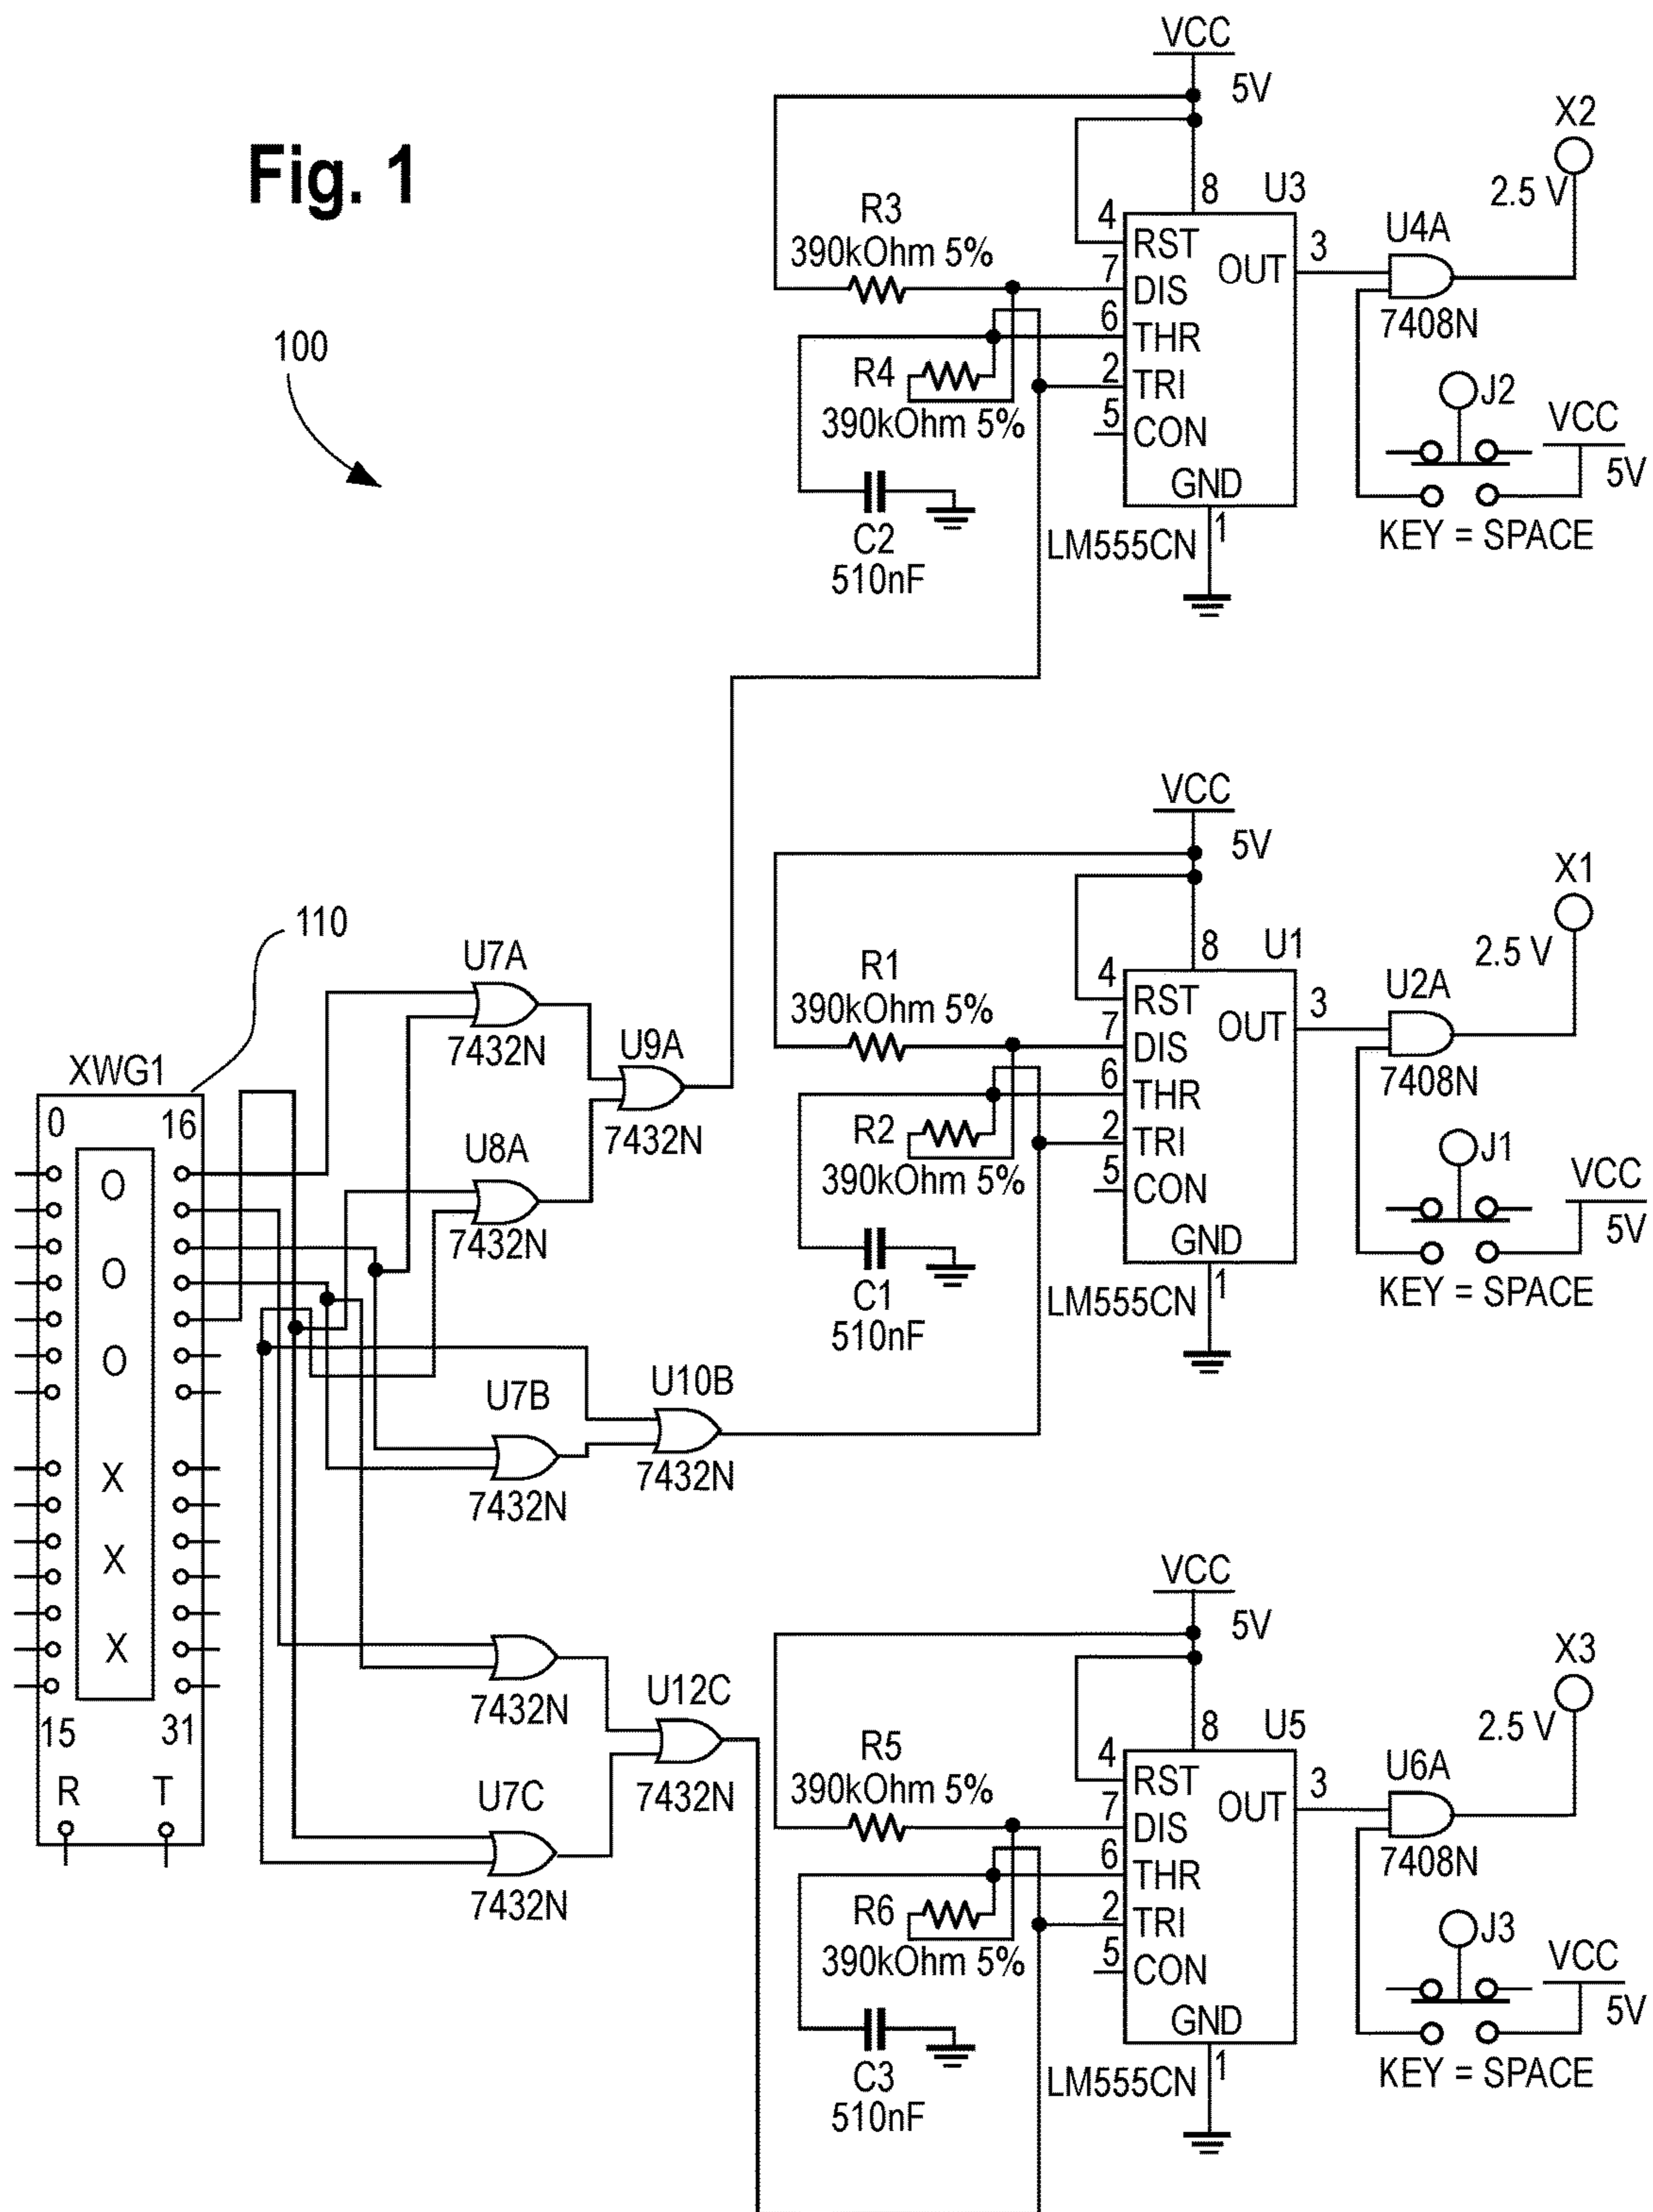 Fig. 1
100
VCC
5V
X2
2.5 V
R3
390kOhm 5%
8
U3
4
RST
7
DIS
OUT
3
U4A
7408N
6
THR
R4
390kOhm 5%
2
TRI
5
CON
GND
1
LM555CN
C2
510nF
J2
VCC
5V
KEY = SPACE
VCC
5V
X1
2.5 V
R1
390kOhm 5%
8
U1
4
RST
7
DIS
OUT
3
U2A
7408N
6
THR
R2
390kOhm 5%
2
TRI
5
CON
GND
1
LM555CN
C1
510nF
J1
VCC
5V
KEY = SPACE
110
XWG1
0
16
O
O
O
X
X
X
15
31
R
T
U7A
7432N
U9A
7432N
U8A
7432N
U7B
7432N
U10B
7432N
7432N
U12C
7432N
U7C
7432N
VCC
5V
X3
2.5 V
R5
390kOhm 5%
8
U5
4
RST
7
DIS
OUT
3
U6A
7408N
6
THR
R6
390kOhm 5%
2
TRI
5
CON
GND
1
LM555CN
C3
510nF
J3
VCC
5V
KEY = SPACE